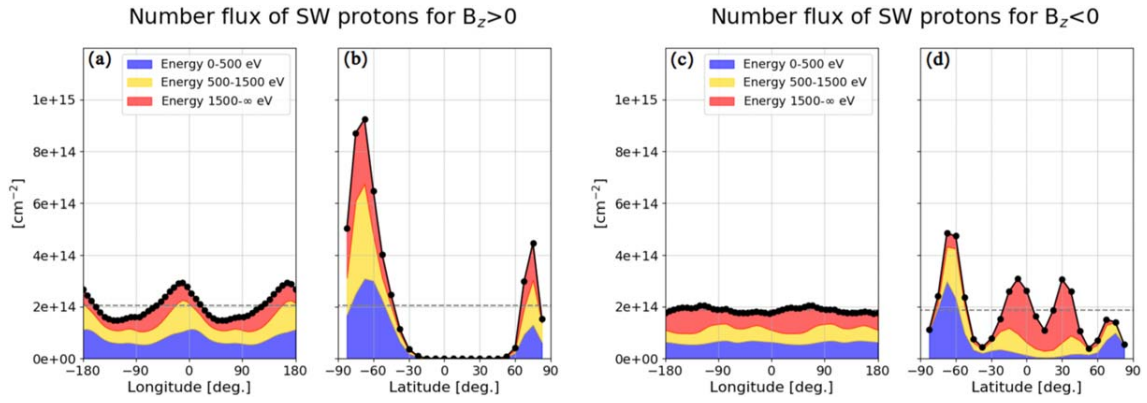 Number flux of SW protons for B_z>0
Number flux of SW protons for B_z<0
(a)
Energy 0-500 eV
Energy 500-1500 eV
Energy 1500-∞ eV
(b)
(c)
Energy 0-500 eV
Energy 500-1500 eV
Energy 1500-∞ eV
(d)
[cm⁻²]
1e+15
8e+14
6e+14
4e+14
2e+14
0e+00
−180 −90 0 90 180
Longitude [deg.]
−90 −60 −30 0 30 60 90
Latitude [deg.]
[cm⁻²]
1e+15
8e+14
6e+14
4e+14
2e+14
0e+00
−180 −90 0 90 180
Longitude [deg.]
−90 −60 −30 0 30 60 90
Latitude [deg.]